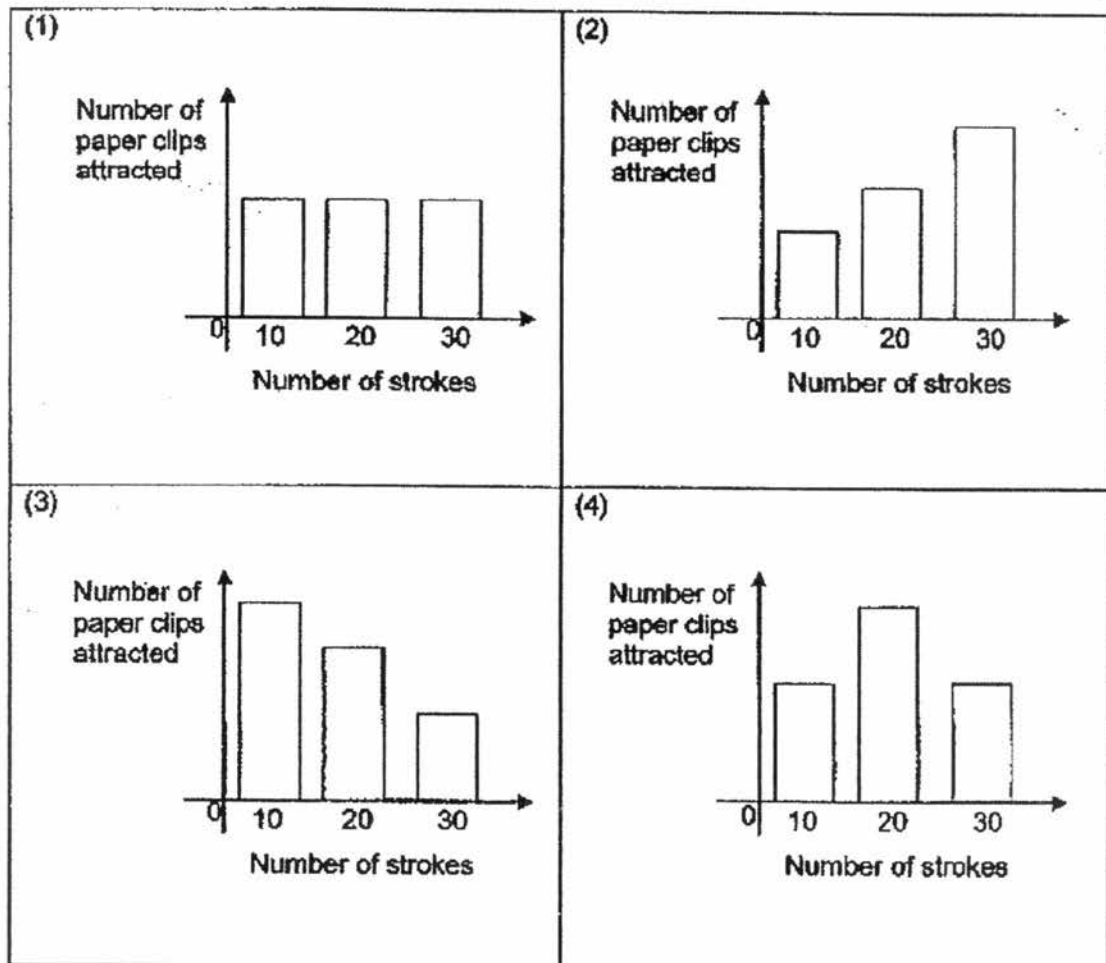 (1)
Number of
paper clips
attracted
0
10 20 30
Number of strokes
(2)
Number of
paper clips
attracted
0
10 20 30
Number of strokes
(3)
Number of
paper clips
attracted
0
10 20 30
Number of strokes
(4)
Number of
paper clips
attracted
0
10 20 30
Number of strokes